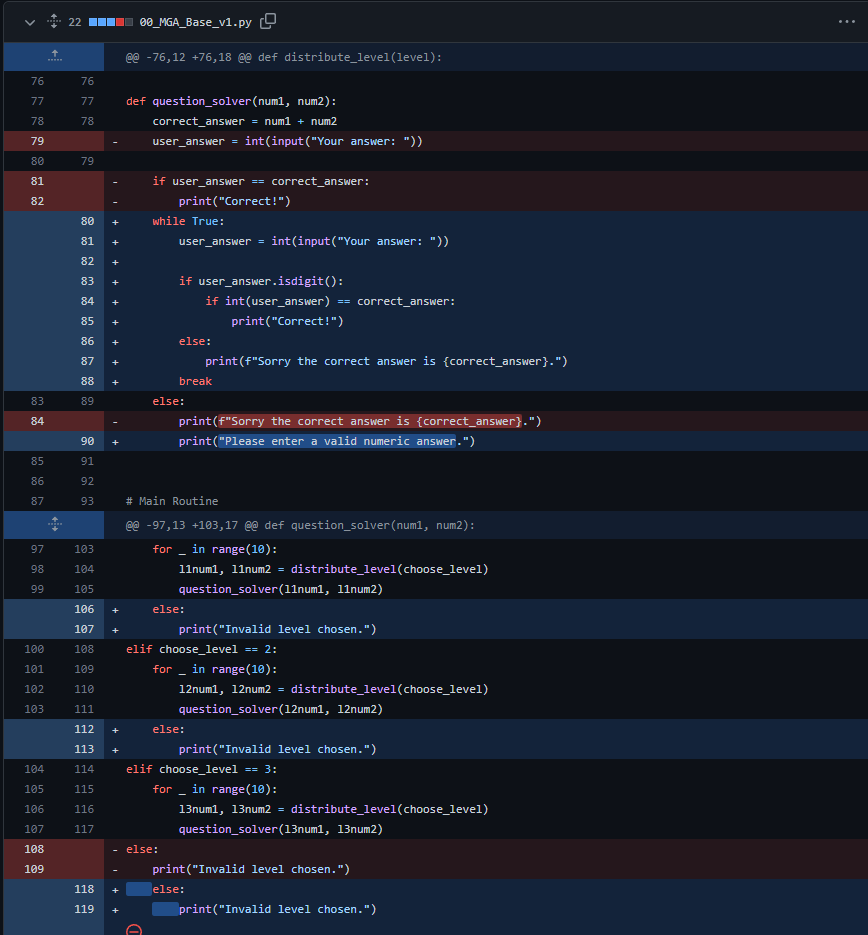 22 00_MGA_Base_v1.py
@@ -76,12 +76,18 @@ def distribute_level(level):
76 76
77 77 def question_solver(num1, num2):
78 78     correct_answer = num1 + num2
79 -     user_answer = int(input("Your answer: "))
80 79
81 -     if user_answer == correct_answer:
82 -         print("Correct!")
80 +     while True:
81 +         user_answer = int(input("Your answer: "))
82 +
83 +         if user_answer.isdigit():
84 +             if int(user_answer) == correct_answer:
85 +                 print("Correct!")
86 +         else:
87 +             print(f"Sorry the correct answer is {correct_answer}.")
88 +         break
83 89     else:
84 -         print(f"Sorry the correct answer is {correct_answer}.")
90 +         print("Please enter a valid numeric answer.")
85 91
86 92
87 93 # Main Routine
@@ -97,13 +103,17 @@ def question_solver(num1, num2):
97 103     for _ in range(10):
98 104         l1num1, l1num2 = distribute_level(choose_level)
99 105         question_solver(l1num1, l1num2)
106 +     else:
107 +         print("Invalid level chosen.")
100 108 elif choose_level == 2:
101 109     for _ in range(10):
102 110         l2num1, l2num2 = distribute_level(choose_level)
103 111         question_solver(l2num1, l2num2)
112 +     else:
113 +         print("Invalid level chosen.")
104 114 elif choose_level == 3:
105 115     for _ in range(10):
106 116         l3num1, l3num2 = distribute_level(choose_level)
107 117         question_solver(l3num1, l3num2)
108 - else:
109 -     print("Invalid level chosen.")
118 +     else:
119 +         print("Invalid level chosen.")